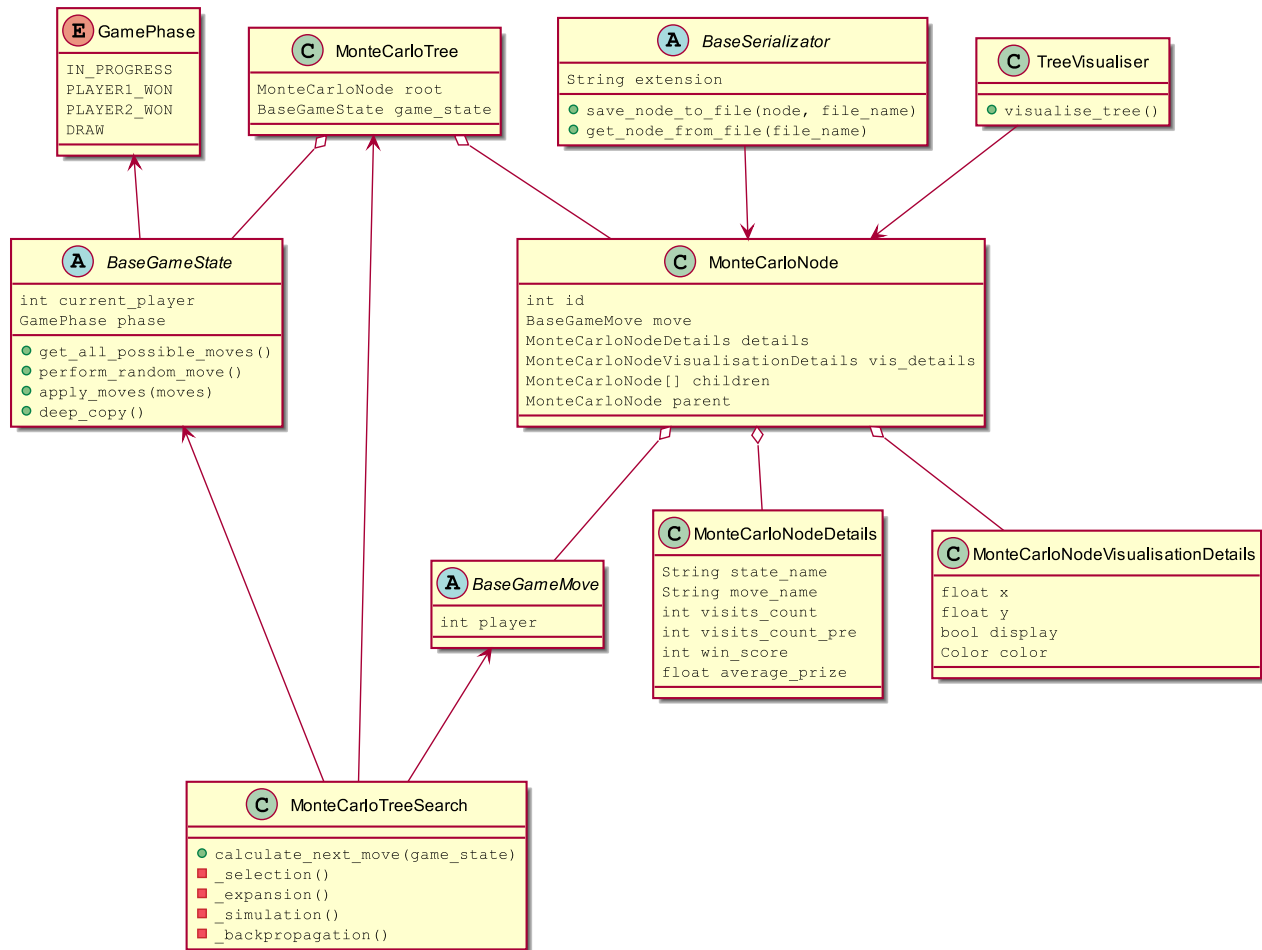 E GamePhase
IN_PROGRESS
PLAYER1_WON
PLAYER2_WON
DRAW
C MonteCarloTree
MonteCarloNode root
BaseGameState game_state
A BaseSerializator
String extension
save_node_to_file(node, file_name)
get_node_from_file(file_name)
C TreeVisualiser
visualise_tree()
A BaseGameState
int current_player
GamePhase phase
get_all_possible_moves()
perform_random_move()
apply_moves(moves)
deep_copy()
C MonteCarloNode
int id
BaseGameMove move
MonteCarloNodeDetails details
MonteCarloNodeVisualisationDetails vis_details
MonteCarloNode[] children
MonteCarloNode parent
A BaseGameMove
int player
C MonteCarloNodeDetails
String state_name
String move_name
int visits_count
int visits_count_pre
int win_score
float average_prize
C MonteCarloNodeVisualisationDetails
float x
float y
bool display
Color color
C MonteCarloTreeSearch
calculate_next_move(game_state)
_selection()
_expansion()
_simulation()
_backpropagation()